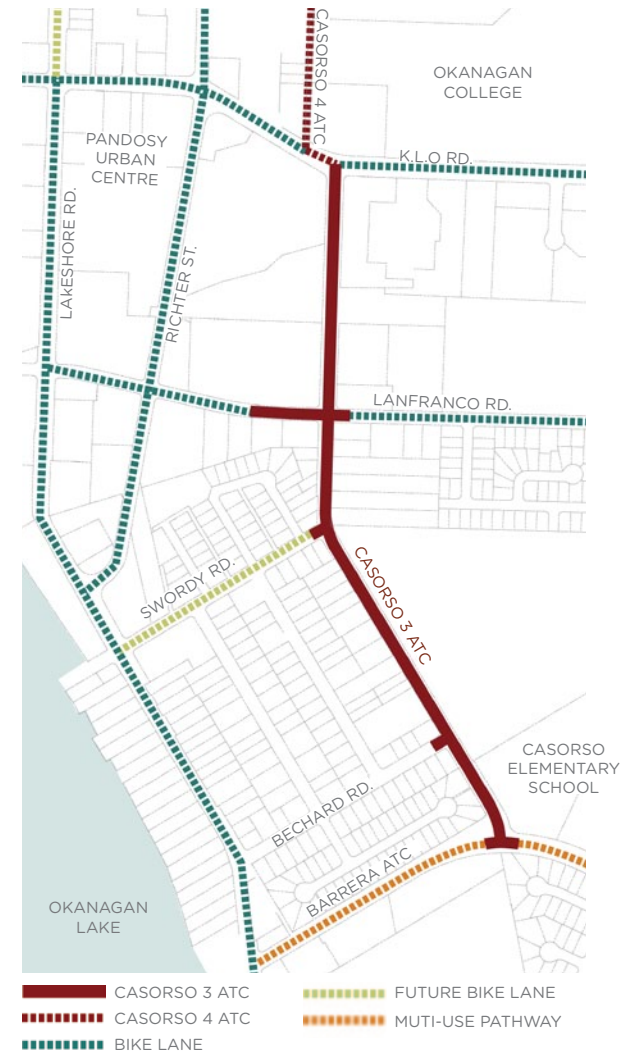 CASORSO 4 ATC
OKANAGAN
COLLEGE
PANDOSY
URBAN
CENTRE
K.L.O RD.
LAKESHORE RD.
RICHTER ST.
LANFRANCO RD.
SWORDY RD.
CASORSO 3 ATC
CASORSO
ELEMENTARY
SCHOOL
BECHARD RD.
BARRERA ATC
OKANAGAN
LAKE
CASORSO 3 ATC
CASORSO 4 ATC
BIKE LANE
FUTURE BIKE LANE
MUTI-USE PATHWAY